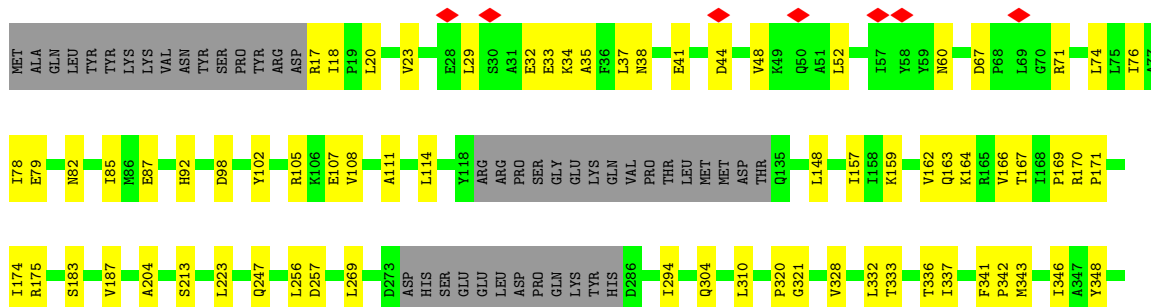 MET ALA GLN LEU TYR TYR LYS LYS VAL ASN TYR SER PRO TYR ARG ASP R17 I18 P19 L20 V23 E28 L29 S30 A31 E32 E33 K34 A35 F36 L37 N38 E41 D44 V48 K49 Q50 A51 L52 I57 Y58 Y59 N60 D67 P68 L69 G70 R71 L74 L75 I76
I78 E79 N82 I85 M86 E87 H92 D98 Y102 R105 K106 E107 V108 A111 L114 Y118 ARG ARG PRO SER GLY GLU LYS GLN VAL PRO THR LEU MET MET ASP THR Q135 L148 I157 I158 K159 V162 Q163 K164 R165 V166 T167 I168 P169 R170 P171
I174 R175 S183 V187 A204 S213 L223 Q247 L256 D257 L269 D273 ASP HIS SER GLU GLU LEU ASP PRO GLN LYS TYR HIS D286 I294 Q304 L310 P320 G321 V328 L332 T333 T336 I337 F341 P342 M343 I346 A347 Y348